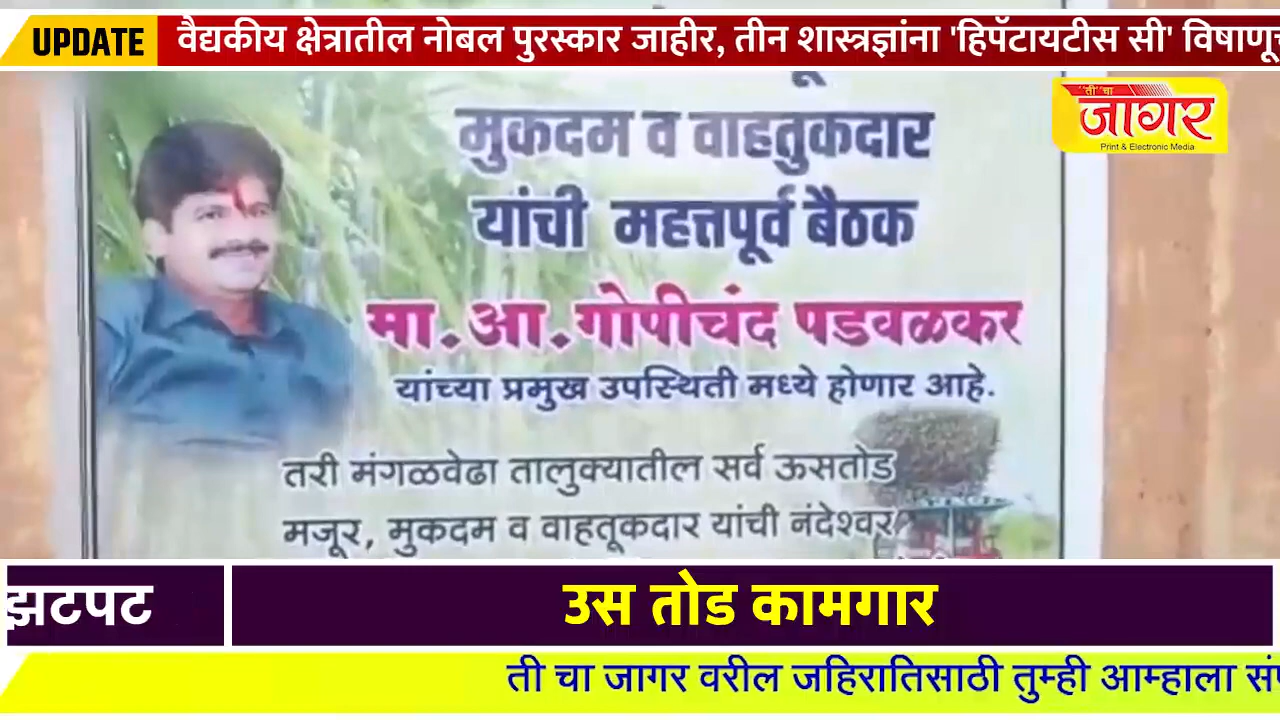 UPDATE वैद्यकीय क्षेत्रातील नोबल पुरस्कार जाहीर, तीन शास्त्रज्ञांना 'हिपॅटायटीस सी'
"ती" चा
जागर
Print & Electronic Media
मुकदम व वाहतुकदार
यांची महत्तपूर्व बैठक
मा.आ.गोपीचंद पडवळकर
यांच्या प्रमुख उपस्थिती मध्ये होणार आहे.
तरी मंगळवेढा तालुक्यातील सर्व ऊसतोड
मजूर, मुकदम व वाहतूकदार यांची नंदेश्वर
झटपट
उस तोड कामगार
ती चा जागर वरील जहिरातिसाठी तुम्ही आम्हाला